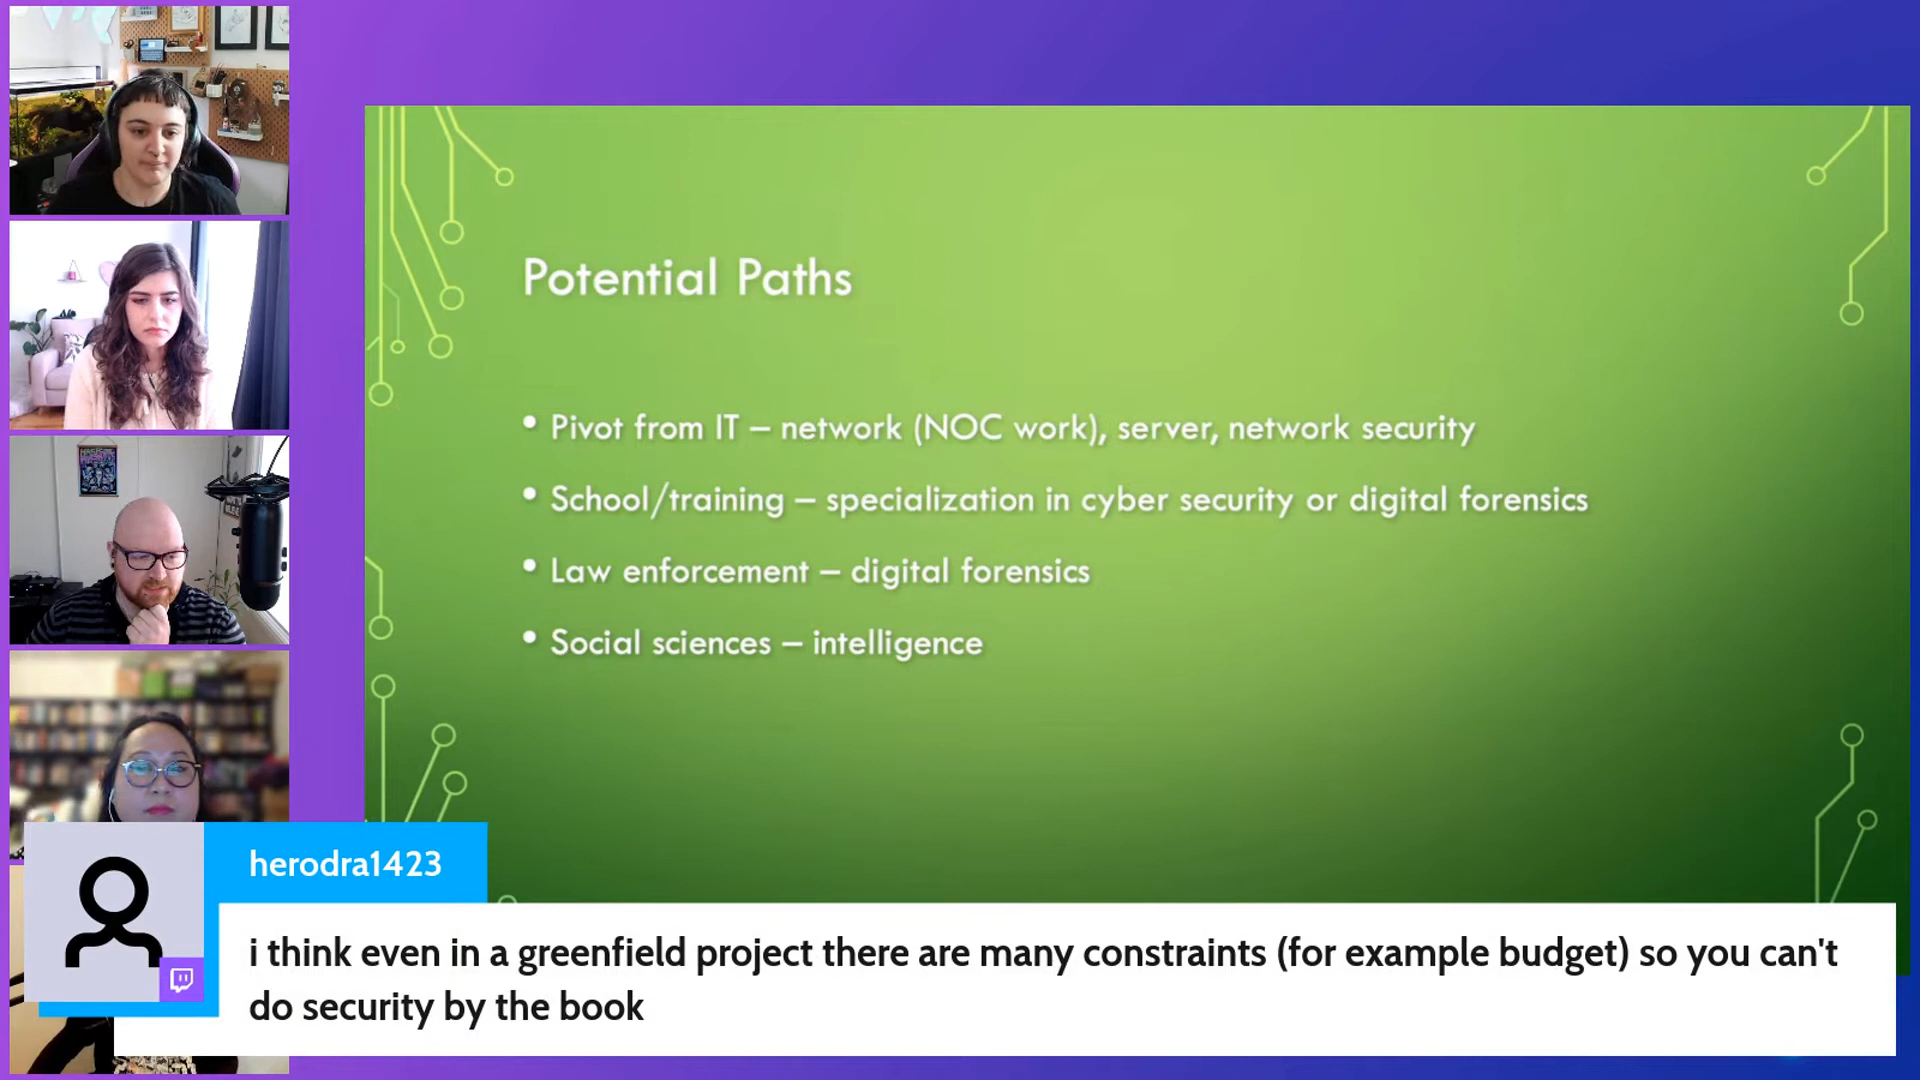 Potential Paths
• Pivot from IT – network (NOC work), server, network security
• School/training – specialization in cyber security or digital forensics
• Law enforcement – digital forensics
• Social sciences – intelligence
herodra1423
i think even in a greenfield project there are many constraints (for example budget) so you can't
do security by the book